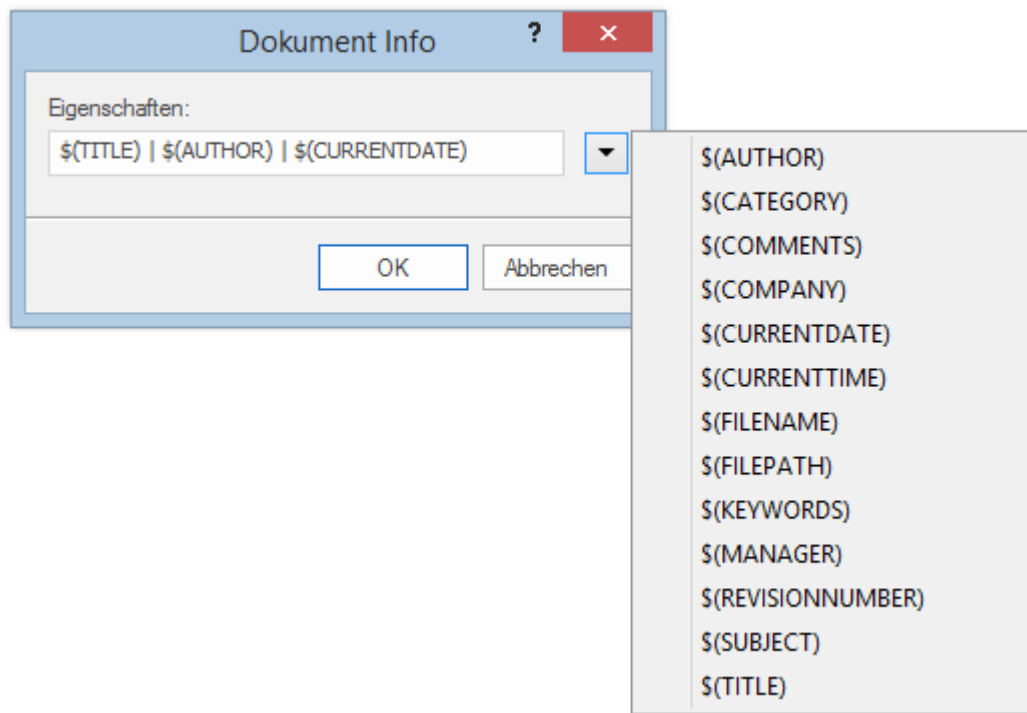 Dokument Info
?
Eigenschaften:
$(TITLE) | $(AUTHOR) | $(CURRENTDATE)
OK
Abbrechen
$(AUTHOR)
$(CATEGORY)
$(COMMENTS)
$(COMPANY)
$(CURRENTDATE)
$(CURRENTTIME)
$(FILENAME)
$(FILEPATH)
$(KEYWORDS)
$(MANAGER)
$(REVISIONNUMBER)
$(SUBJECT)
$(TITLE)